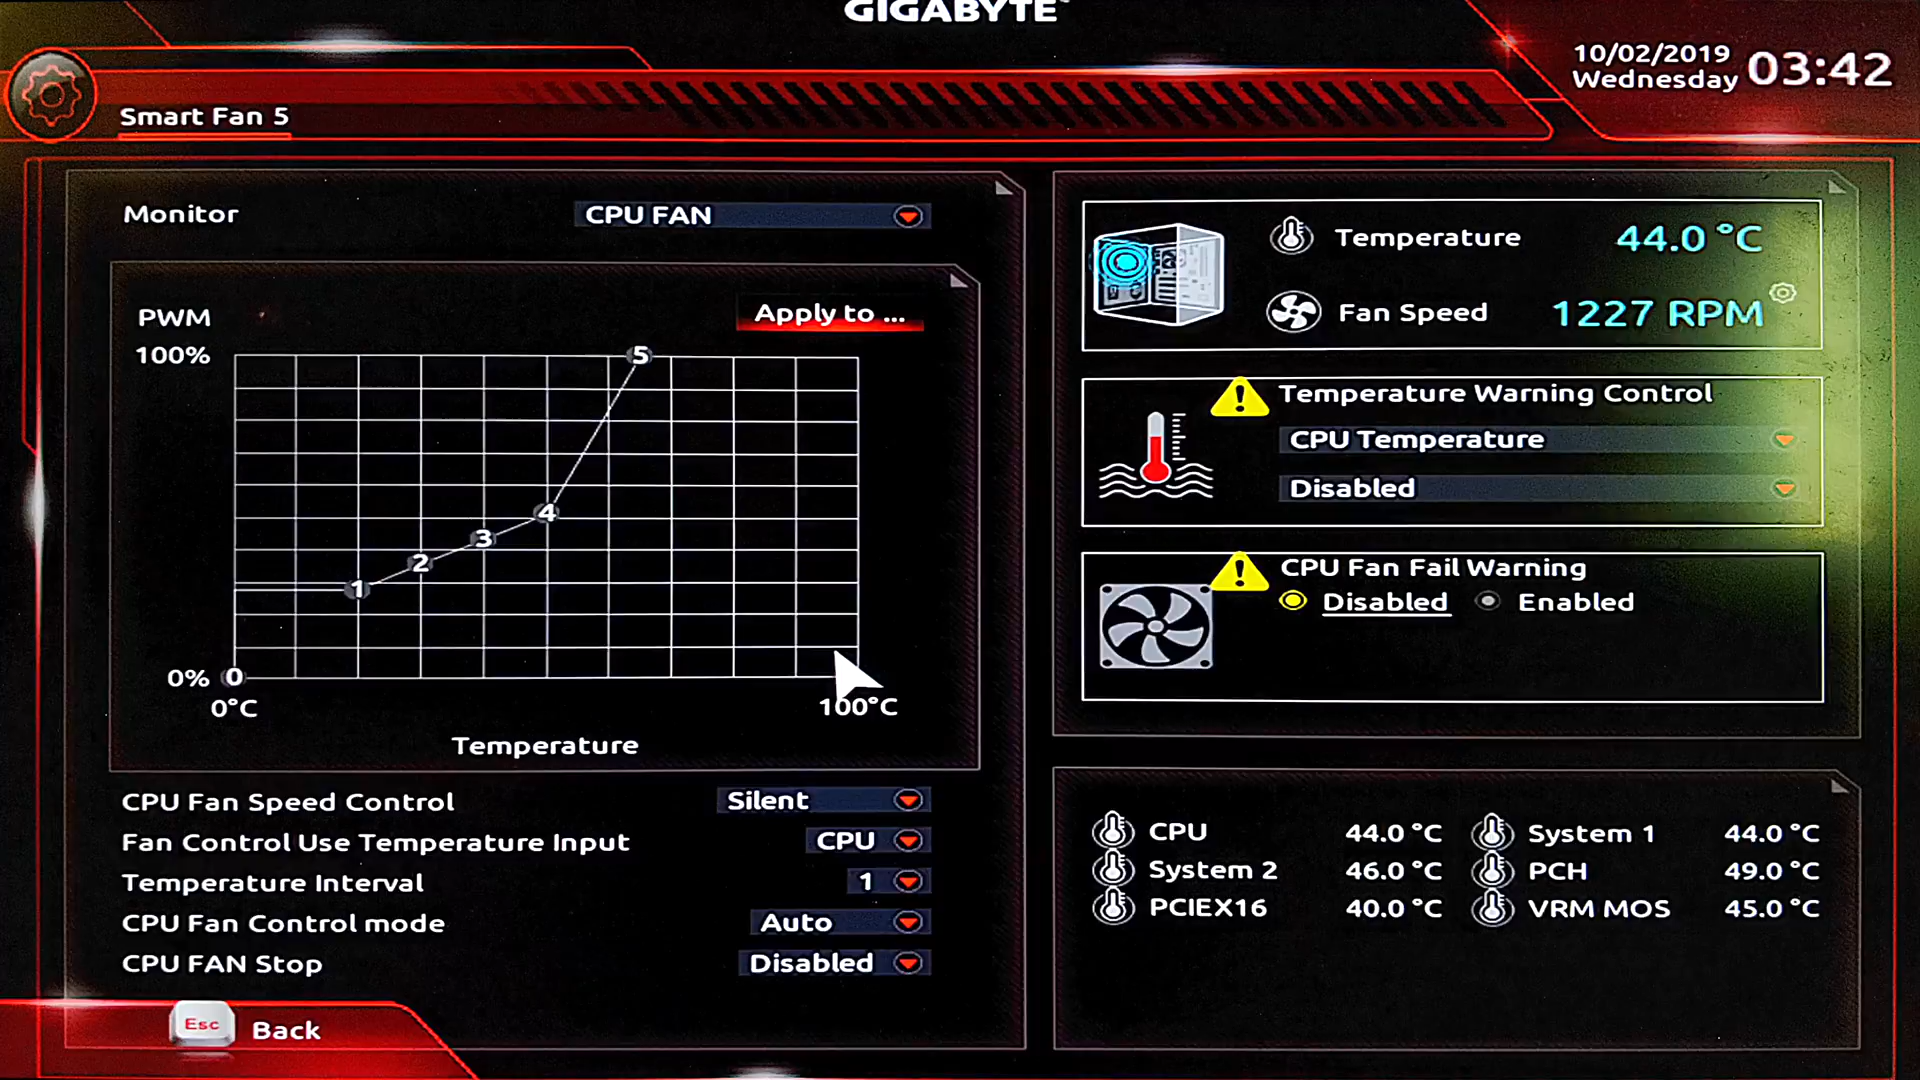 GIGABYTE
10/02/2019
Wednesday
03:42
Smart Fan 5
Monitor
CPU FAN
PWM
Apply to ...
100%
5
4
3
2
1
0%
0
0°C
100°C
Temperature
CPU Fan Speed Control
Silent
Fan Control Use Temperature Input
CPU
Temperature Interval
1
CPU Fan Control mode
Auto
CPU FAN Stop
Disabled
Esc
Back
Temperature
44.0 °C
Fan Speed
1227 RPM
Temperature Warning Control
CPU Temperature
Disabled
CPU Fan Fail Warning
Disabled
Enabled
CPU
44.0 °C
System 1
44.0 °C
System 2
46.0 °C
PCH
49.0 °C
PCIEX16
40.0 °C
VRM MOS
45.0 °C